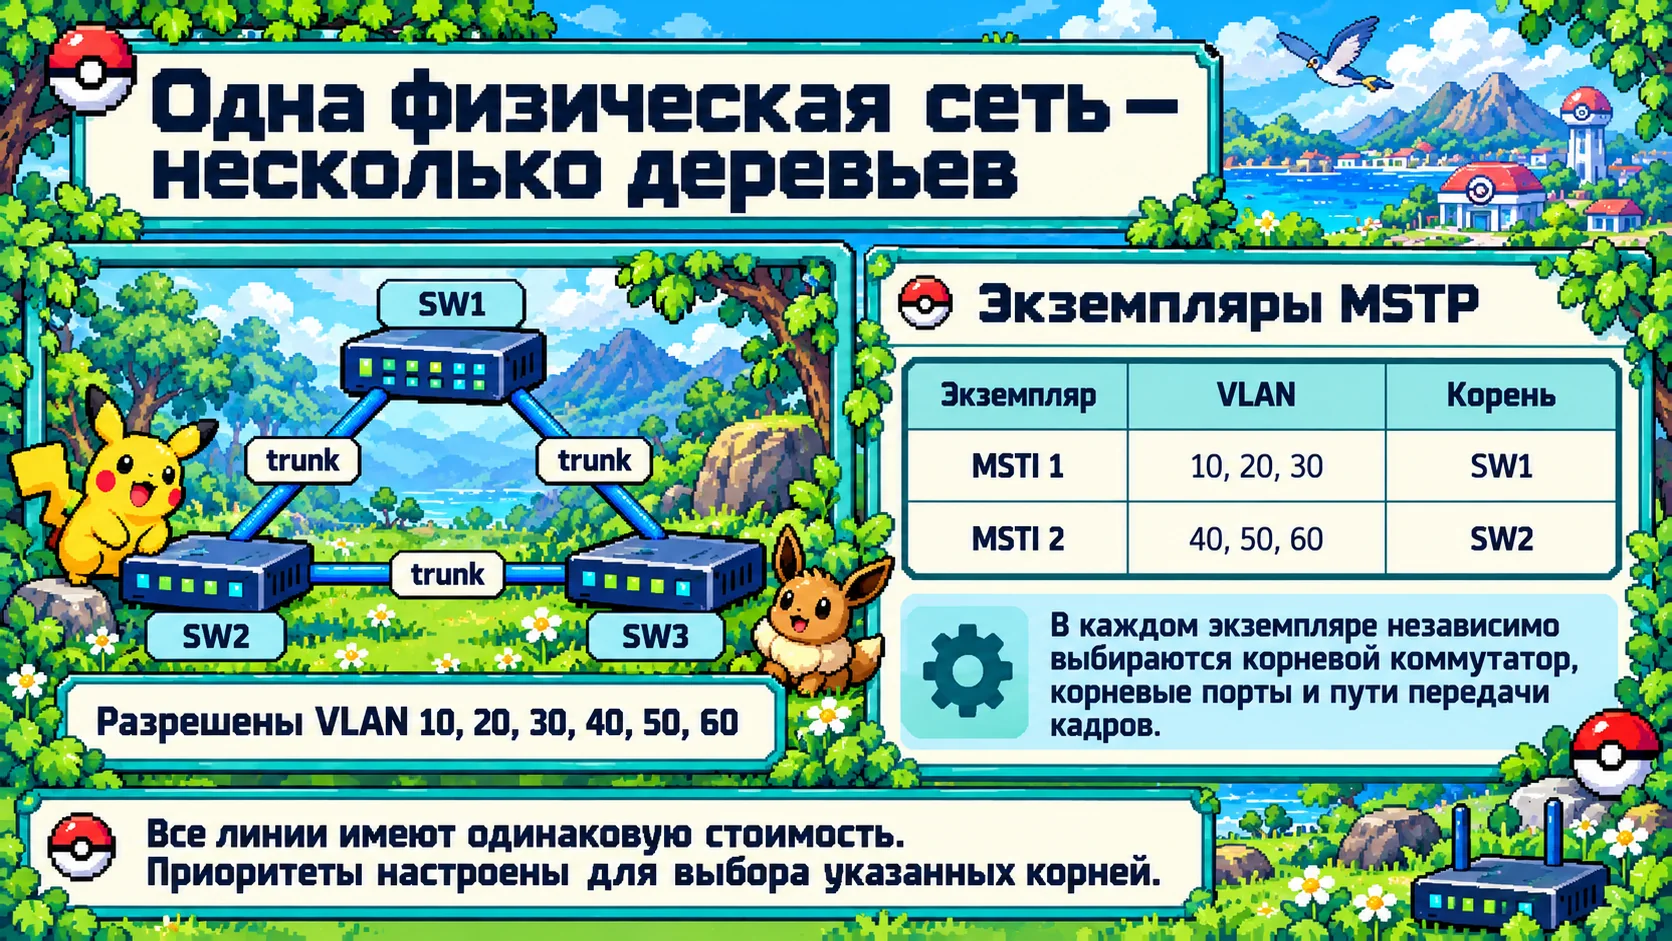 Одна физическая сеть —
несколько деревьев
SW1
trunk
trunk
trunk
SW2
SW3
Разрешены VLAN 10, 20, 30, 40, 50, 60
Экземпляры MSTP
Экземпляр VLAN Корень
MSTI 1 10, 20, 30 SW1
MSTI 2 40, 50, 60 SW2
В каждом экземпляре независимо
выбираются корневой коммутатор,
корневые порты и пути передачи
кадров.
Все линии имеют одинаковую стоимость.
Приоритеты настроены для выбора указанных корней.